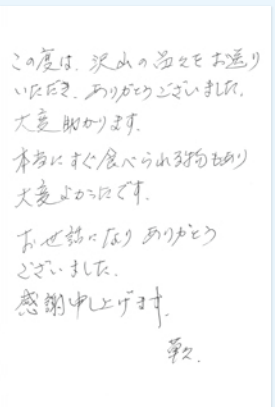 この度は、沢山の品々をお送り
いただき、ありがとうございました。
大変助かります。
本当にすぐ食べられる物もあり
大変よかったです。
お世話になり ありがとう
ございました。
感謝申し上げます。
草々.